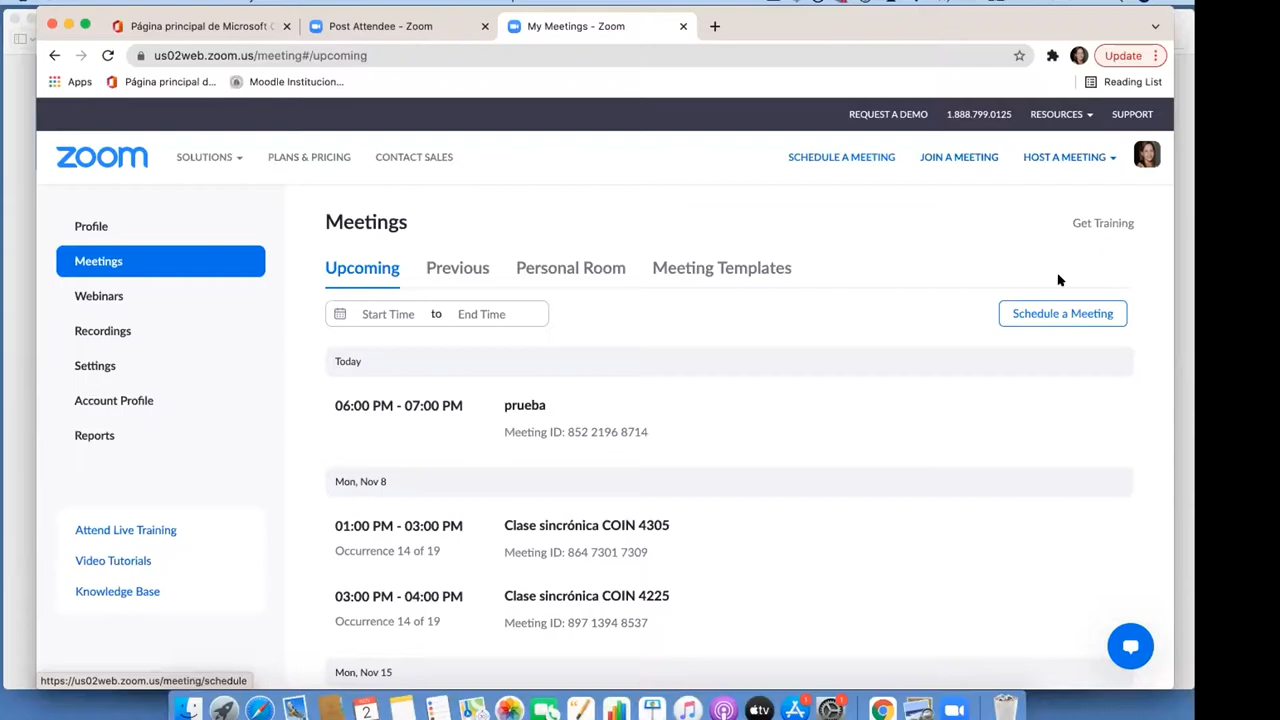 Página principal de Microsoft
Post Attendee - Zoom
My Meetings - Zoom
us02web.zoom.us/meeting#/upcoming
Update
Apps
Página principal d...
Moodle Institucion...
Reading List
REQUEST A DEMO
1.888.799.0125
RESOURCES
SUPPORT
zoom
SOLUTIONS
PLANS & PRICING
CONTACT SALES
SCHEDULE A MEETING
JOIN A MEETING
HOST A MEETING
Profile
Meetings
Webinars
Recordings
Settings
Account Profile
Reports
Attend Live Training
Video Tutorials
Knowledge Base
Meetings
Get Training
Upcoming
Previous
Personal Room
Meeting Templates
Start Time to End Time
Schedule a Meeting
Today
06:00 PM - 07:00 PM
prueba
Meeting ID: 852 2196 8714
Mon, Nov 8
01:00 PM - 03:00 PM
Clase sincrónica COIN 4305
Occurrence 14 of 19
Meeting ID: 864 7301 7309
03:00 PM - 04:00 PM
Clase sincrónica COIN 4225
Occurrence 14 of 19
Meeting ID: 897 1394 8537
Mon, Nov 15
https://us02web.zoom.us/meeting/schedule
2
tv
1
1